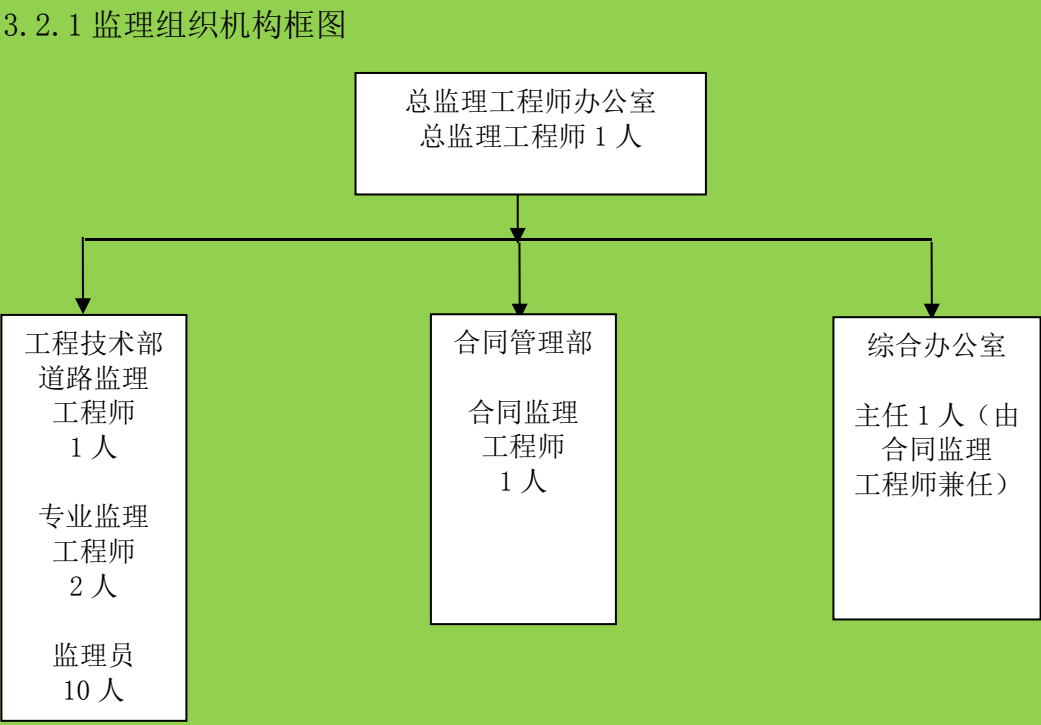 3.2.1 监理组织机构框图
总监理工程师办公室
总监理工程师 1 人
工程技术部
道路监理
工程师
1 人
专业监理
工程师
2 人
监理员
10 人
合同管理部
合同监理
工程师
1 人
综合办公室
主任 1 人（由
合同监理
工程师兼任）